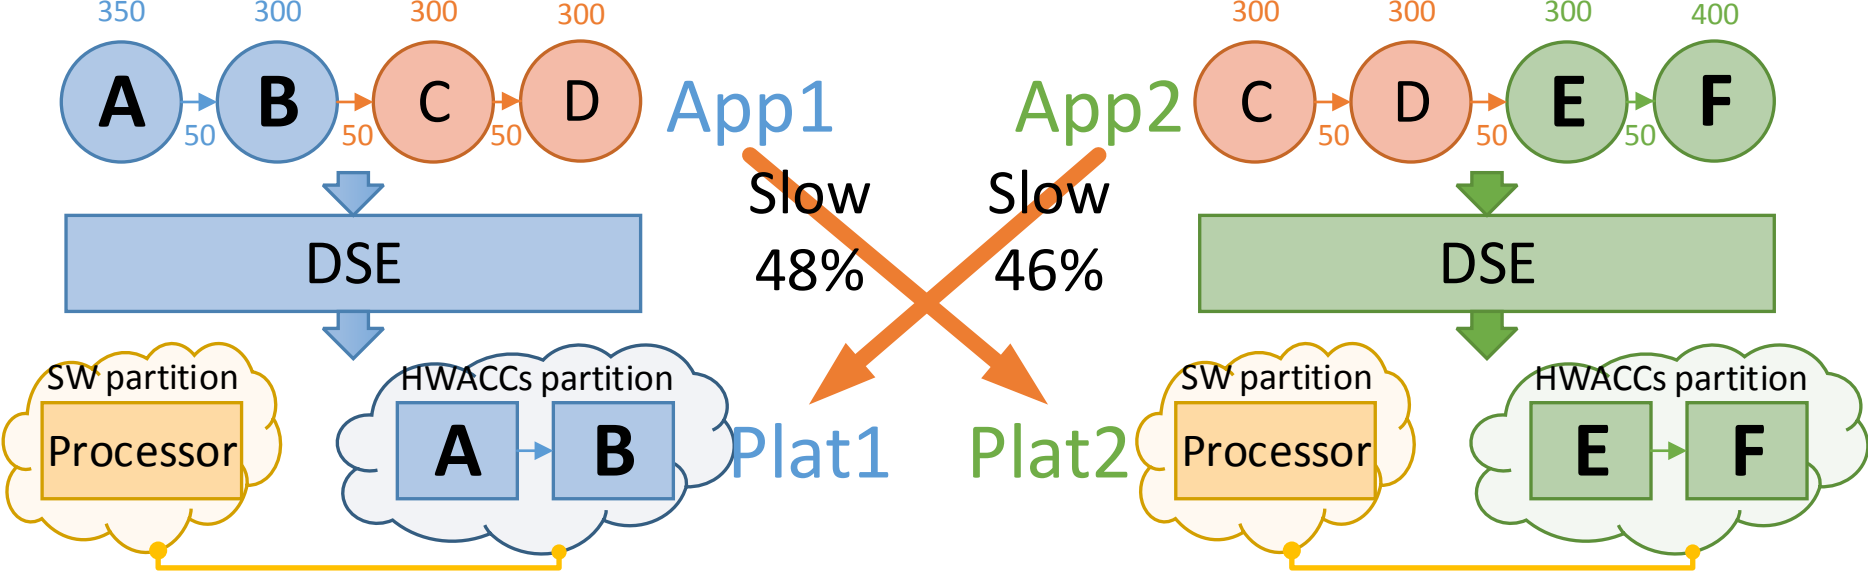 350 300 300 300
A B C D
50 50 50
App1
DSE
SW partition
Processor
HWACCs partition
A B
Plat1
Slow
48%
Slow
46%
300 300 300 400
App2
C D E F
50 50 50
DSE
Plat2
SW partition
Processor
HWACCs partition
E F